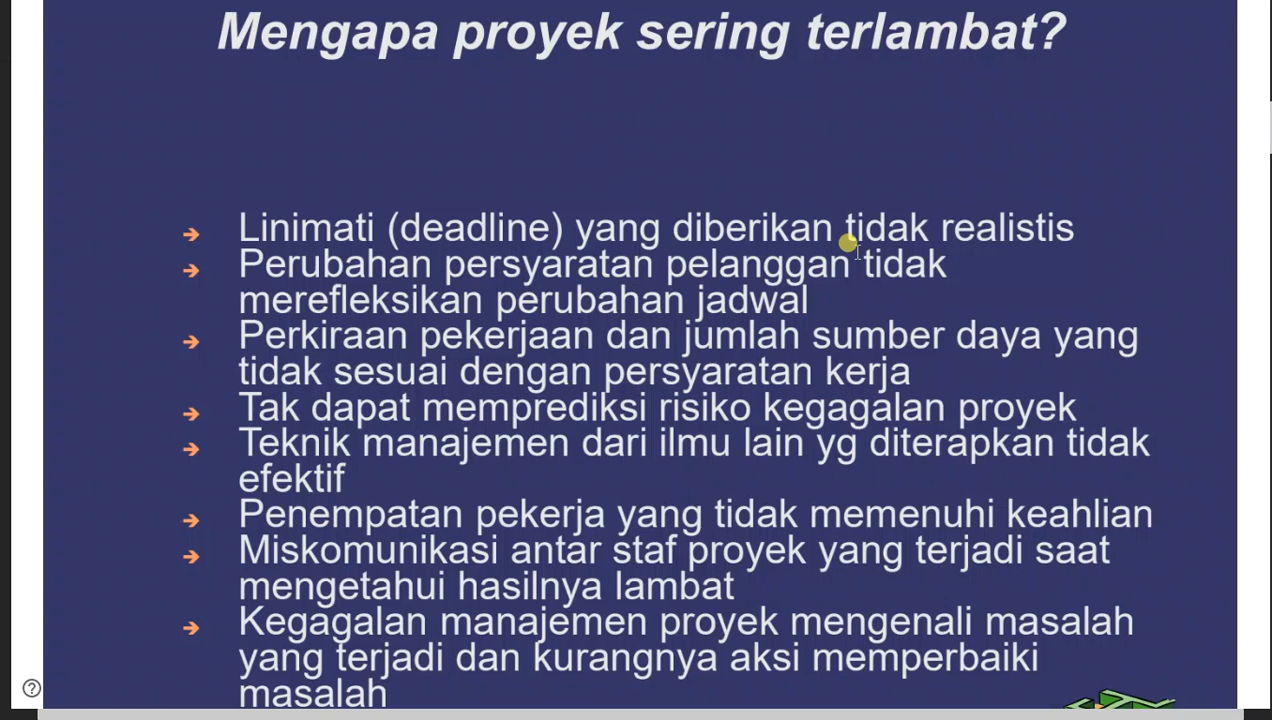 Mengapa proyek sering terlambat?
Linimati (deadline) yang diberikan tidak realistis
Perubahan persyaratan pelanggan tidak
merefleksikan perubahan jadwal
Perkiraan pekerjaan dan jumlah sumber daya yang
tidak sesuai dengan persyaratan kerja
Tak dapat memprediksi risiko kegagalan proyek
Teknik manajemen dari ilmu lain yg diterapkan tidak
efektif
Penempatan pekerja yang tidak memenuhi keahlian
Miskomunikasi antar staf proyek yang terjadi saat
mengetahui hasilnya lambat
Kegagalan manajemen proyek mengenali masalah
yang terjadi dan kurangnya aksi memperbaiki
masalah